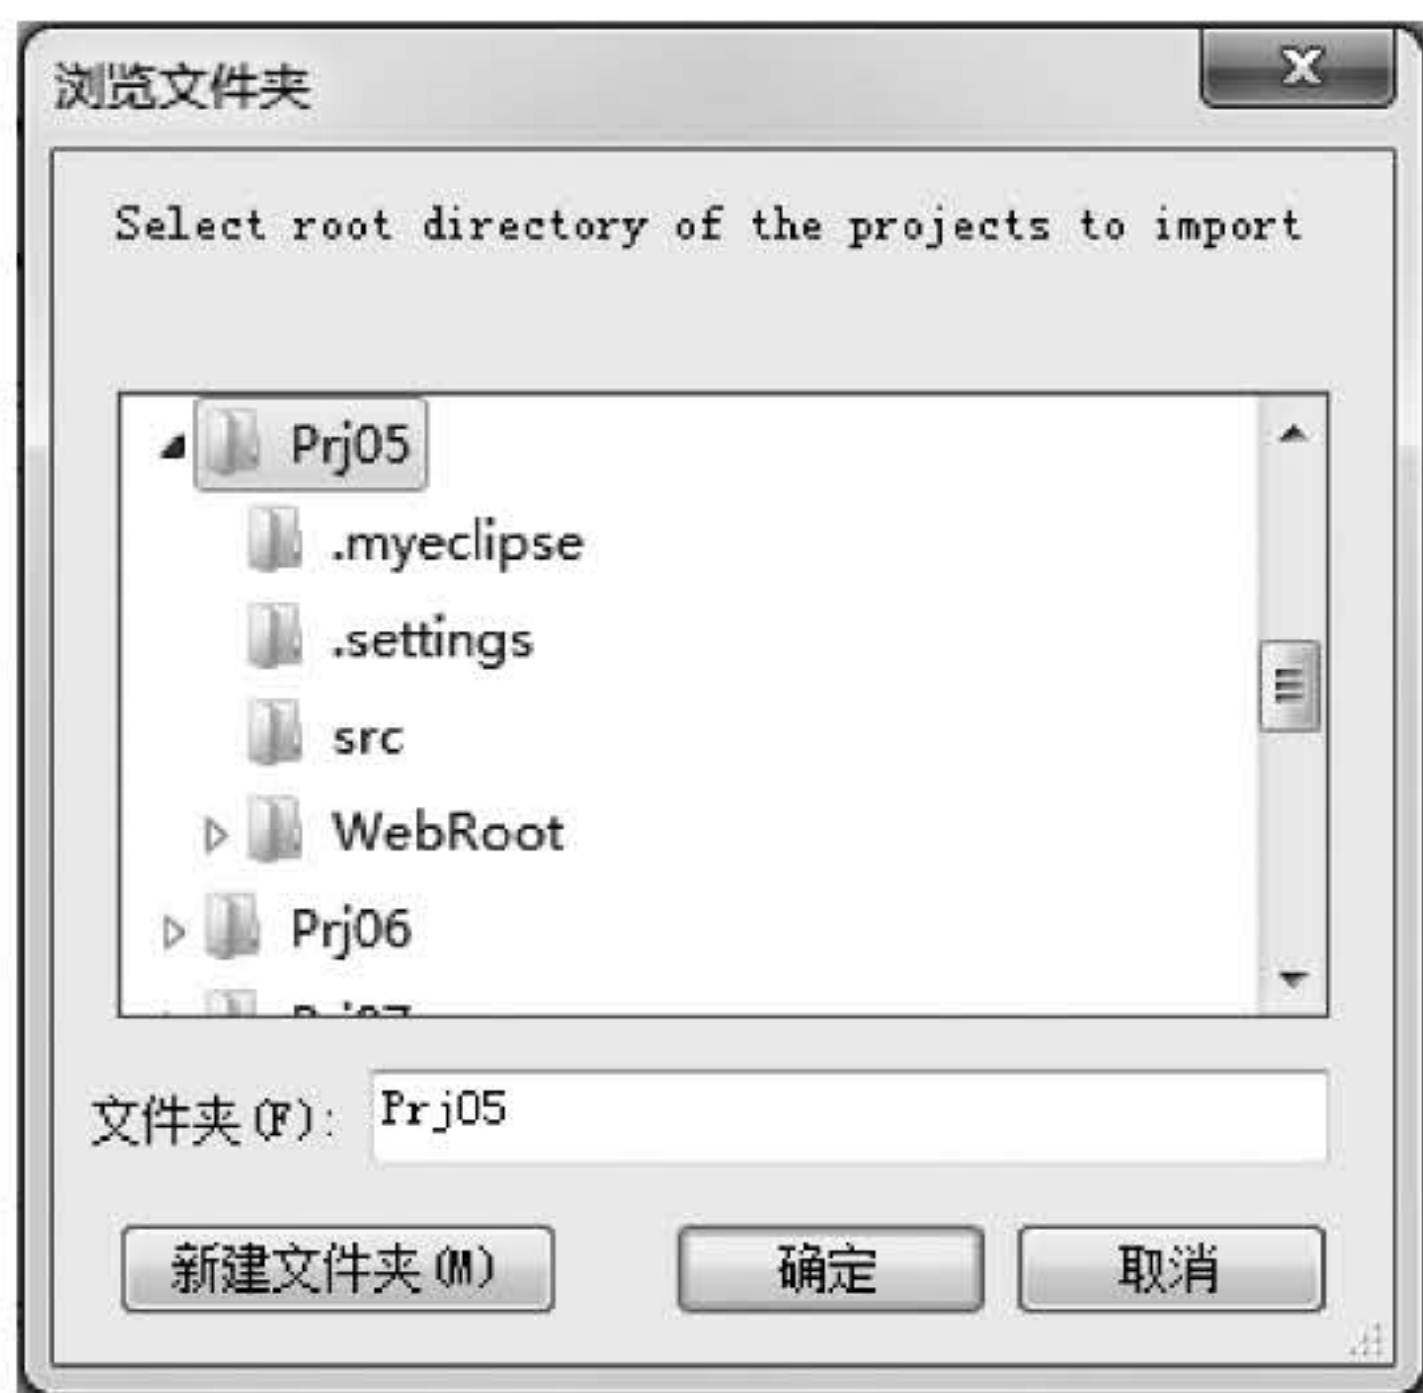 浏览文件夹
Select root directory of the projects to import
Prj05
.myeclipse
.settings
src
WebRoot
Prj06
Prj07
文件夹(F): Prj05
新建文件夹(M) 确定 取消